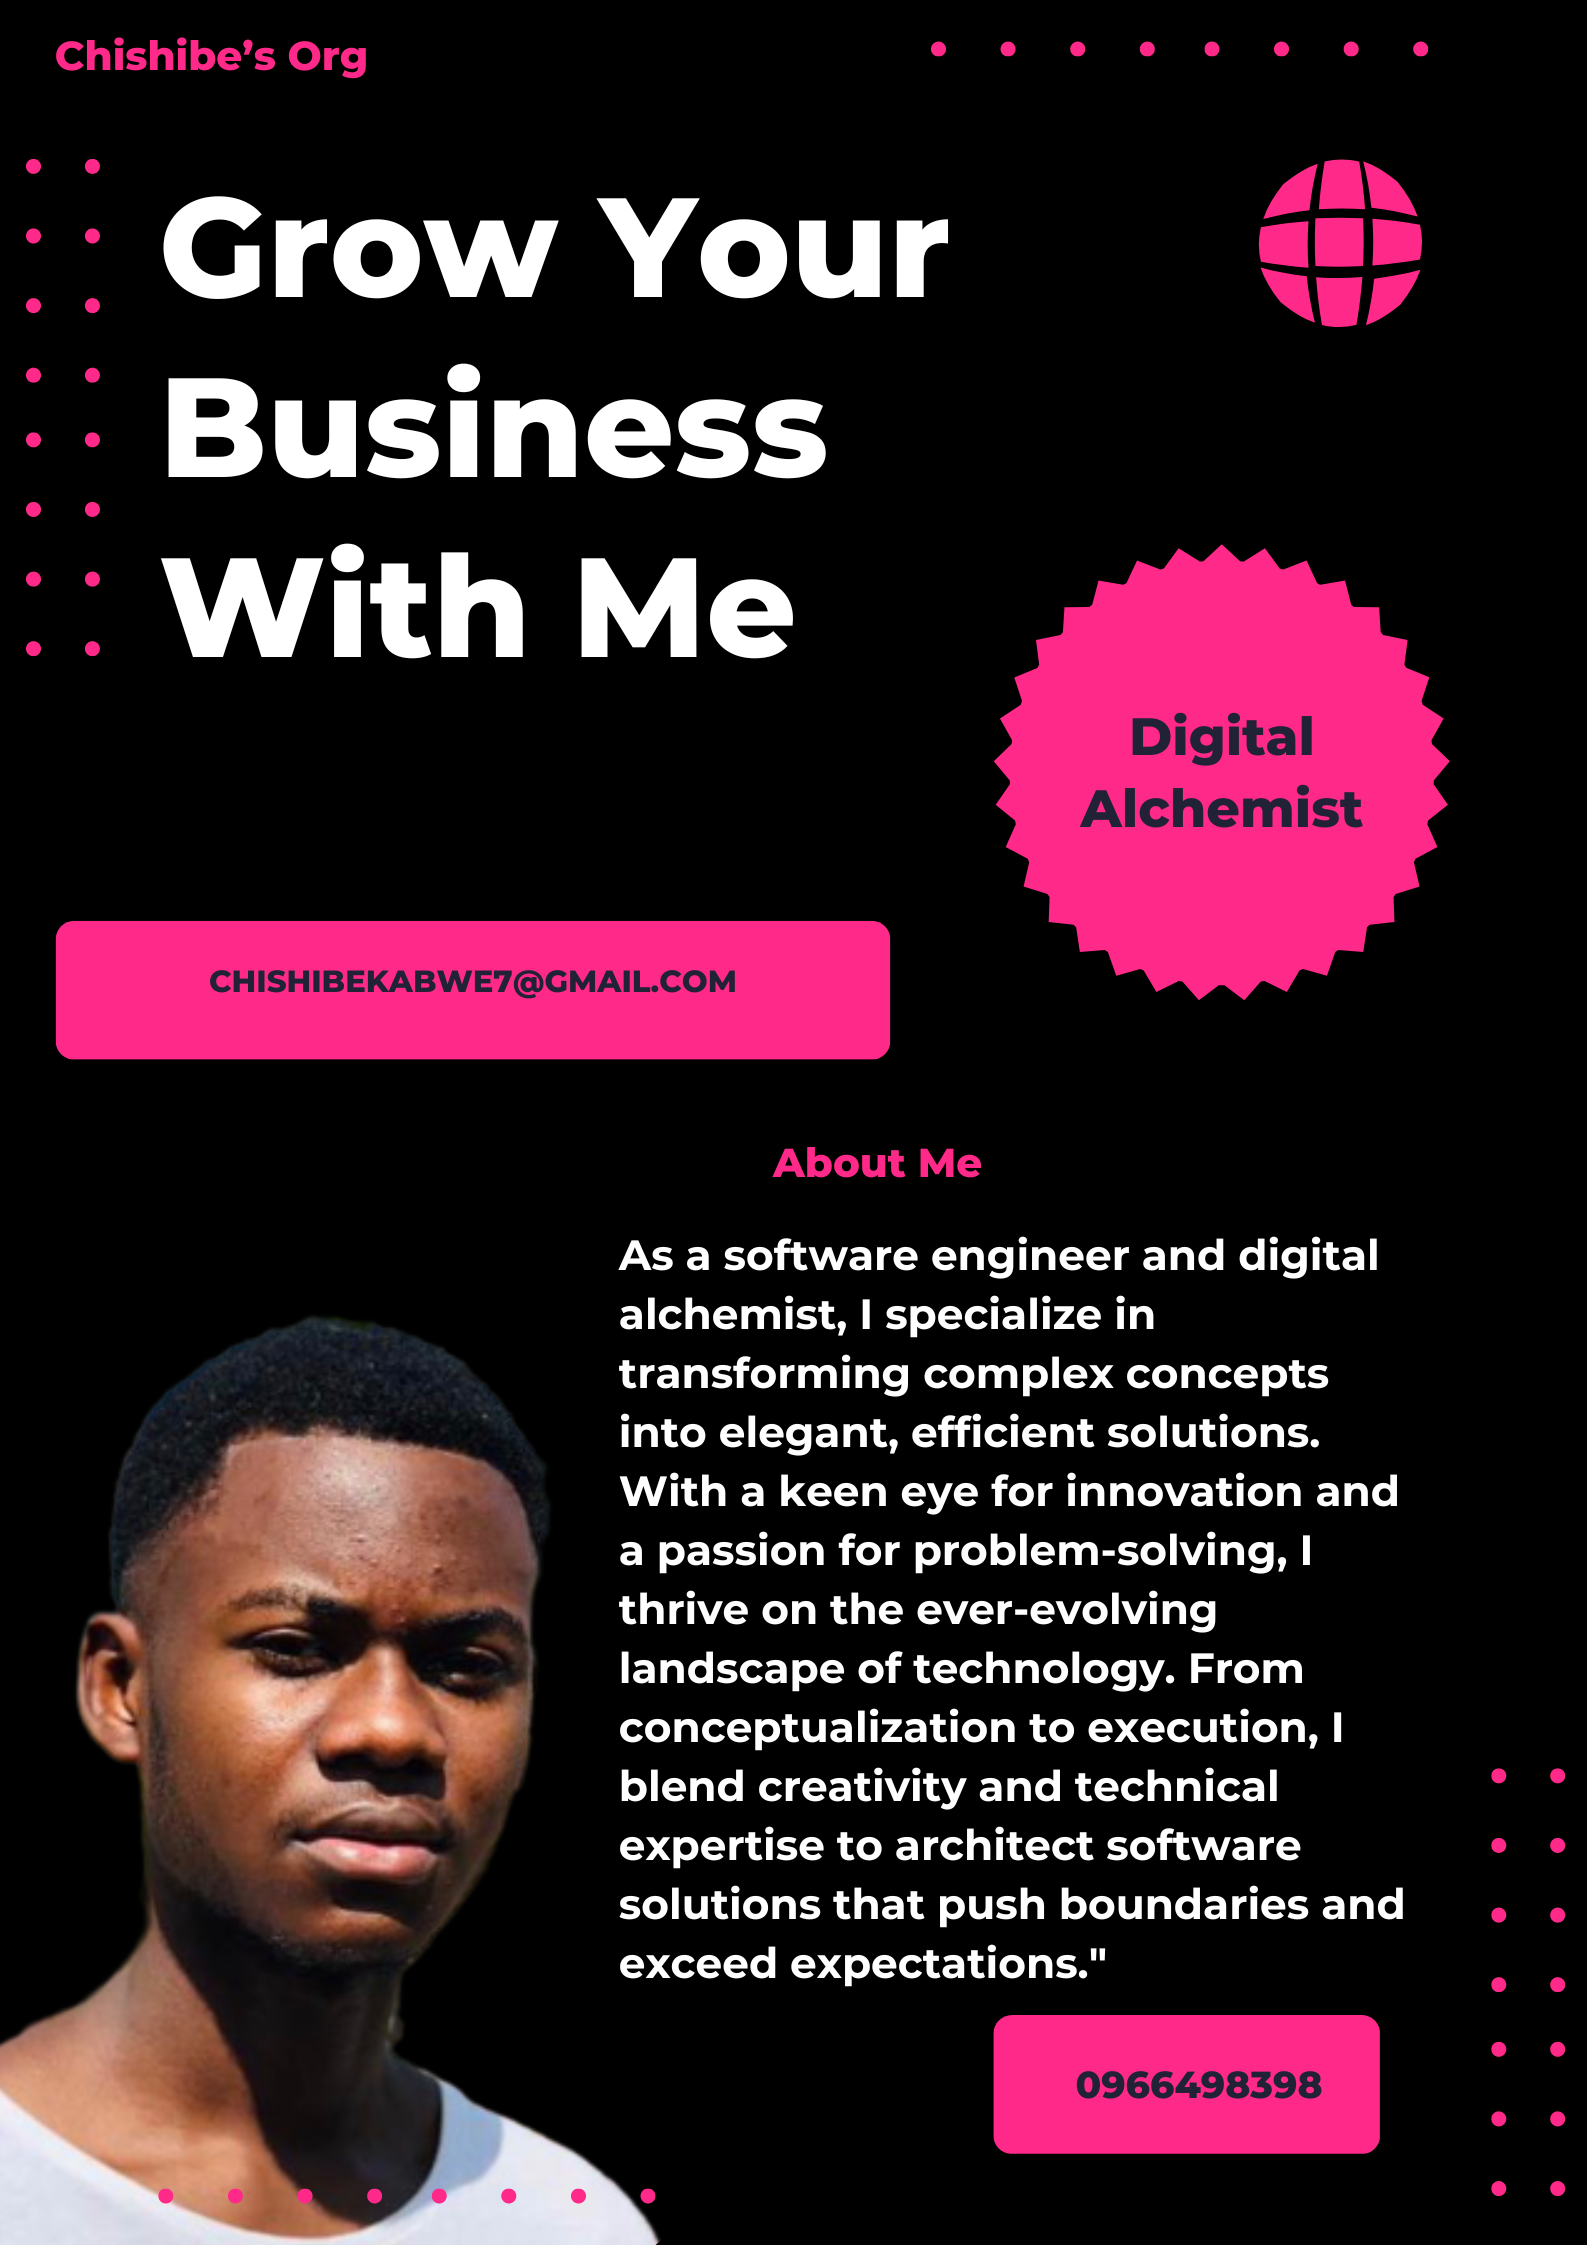 Chishibe’s Org
Grow Your
Business
With Me
Digital
Alchemist
CHISHIBEKABWE7@GMAIL.COM
About Me
As a software engineer and digital
alchemist, I specialize in
transforming complex concepts
into elegant, efficient solutions.
With a keen eye for innovation and
a passion for problem-solving, I
thrive on the ever-evolving
landscape of technology. From
conceptualization to execution, I
blend creativity and technical
expertise to architect software
solutions that push boundaries and
exceed expectations."
0966498398